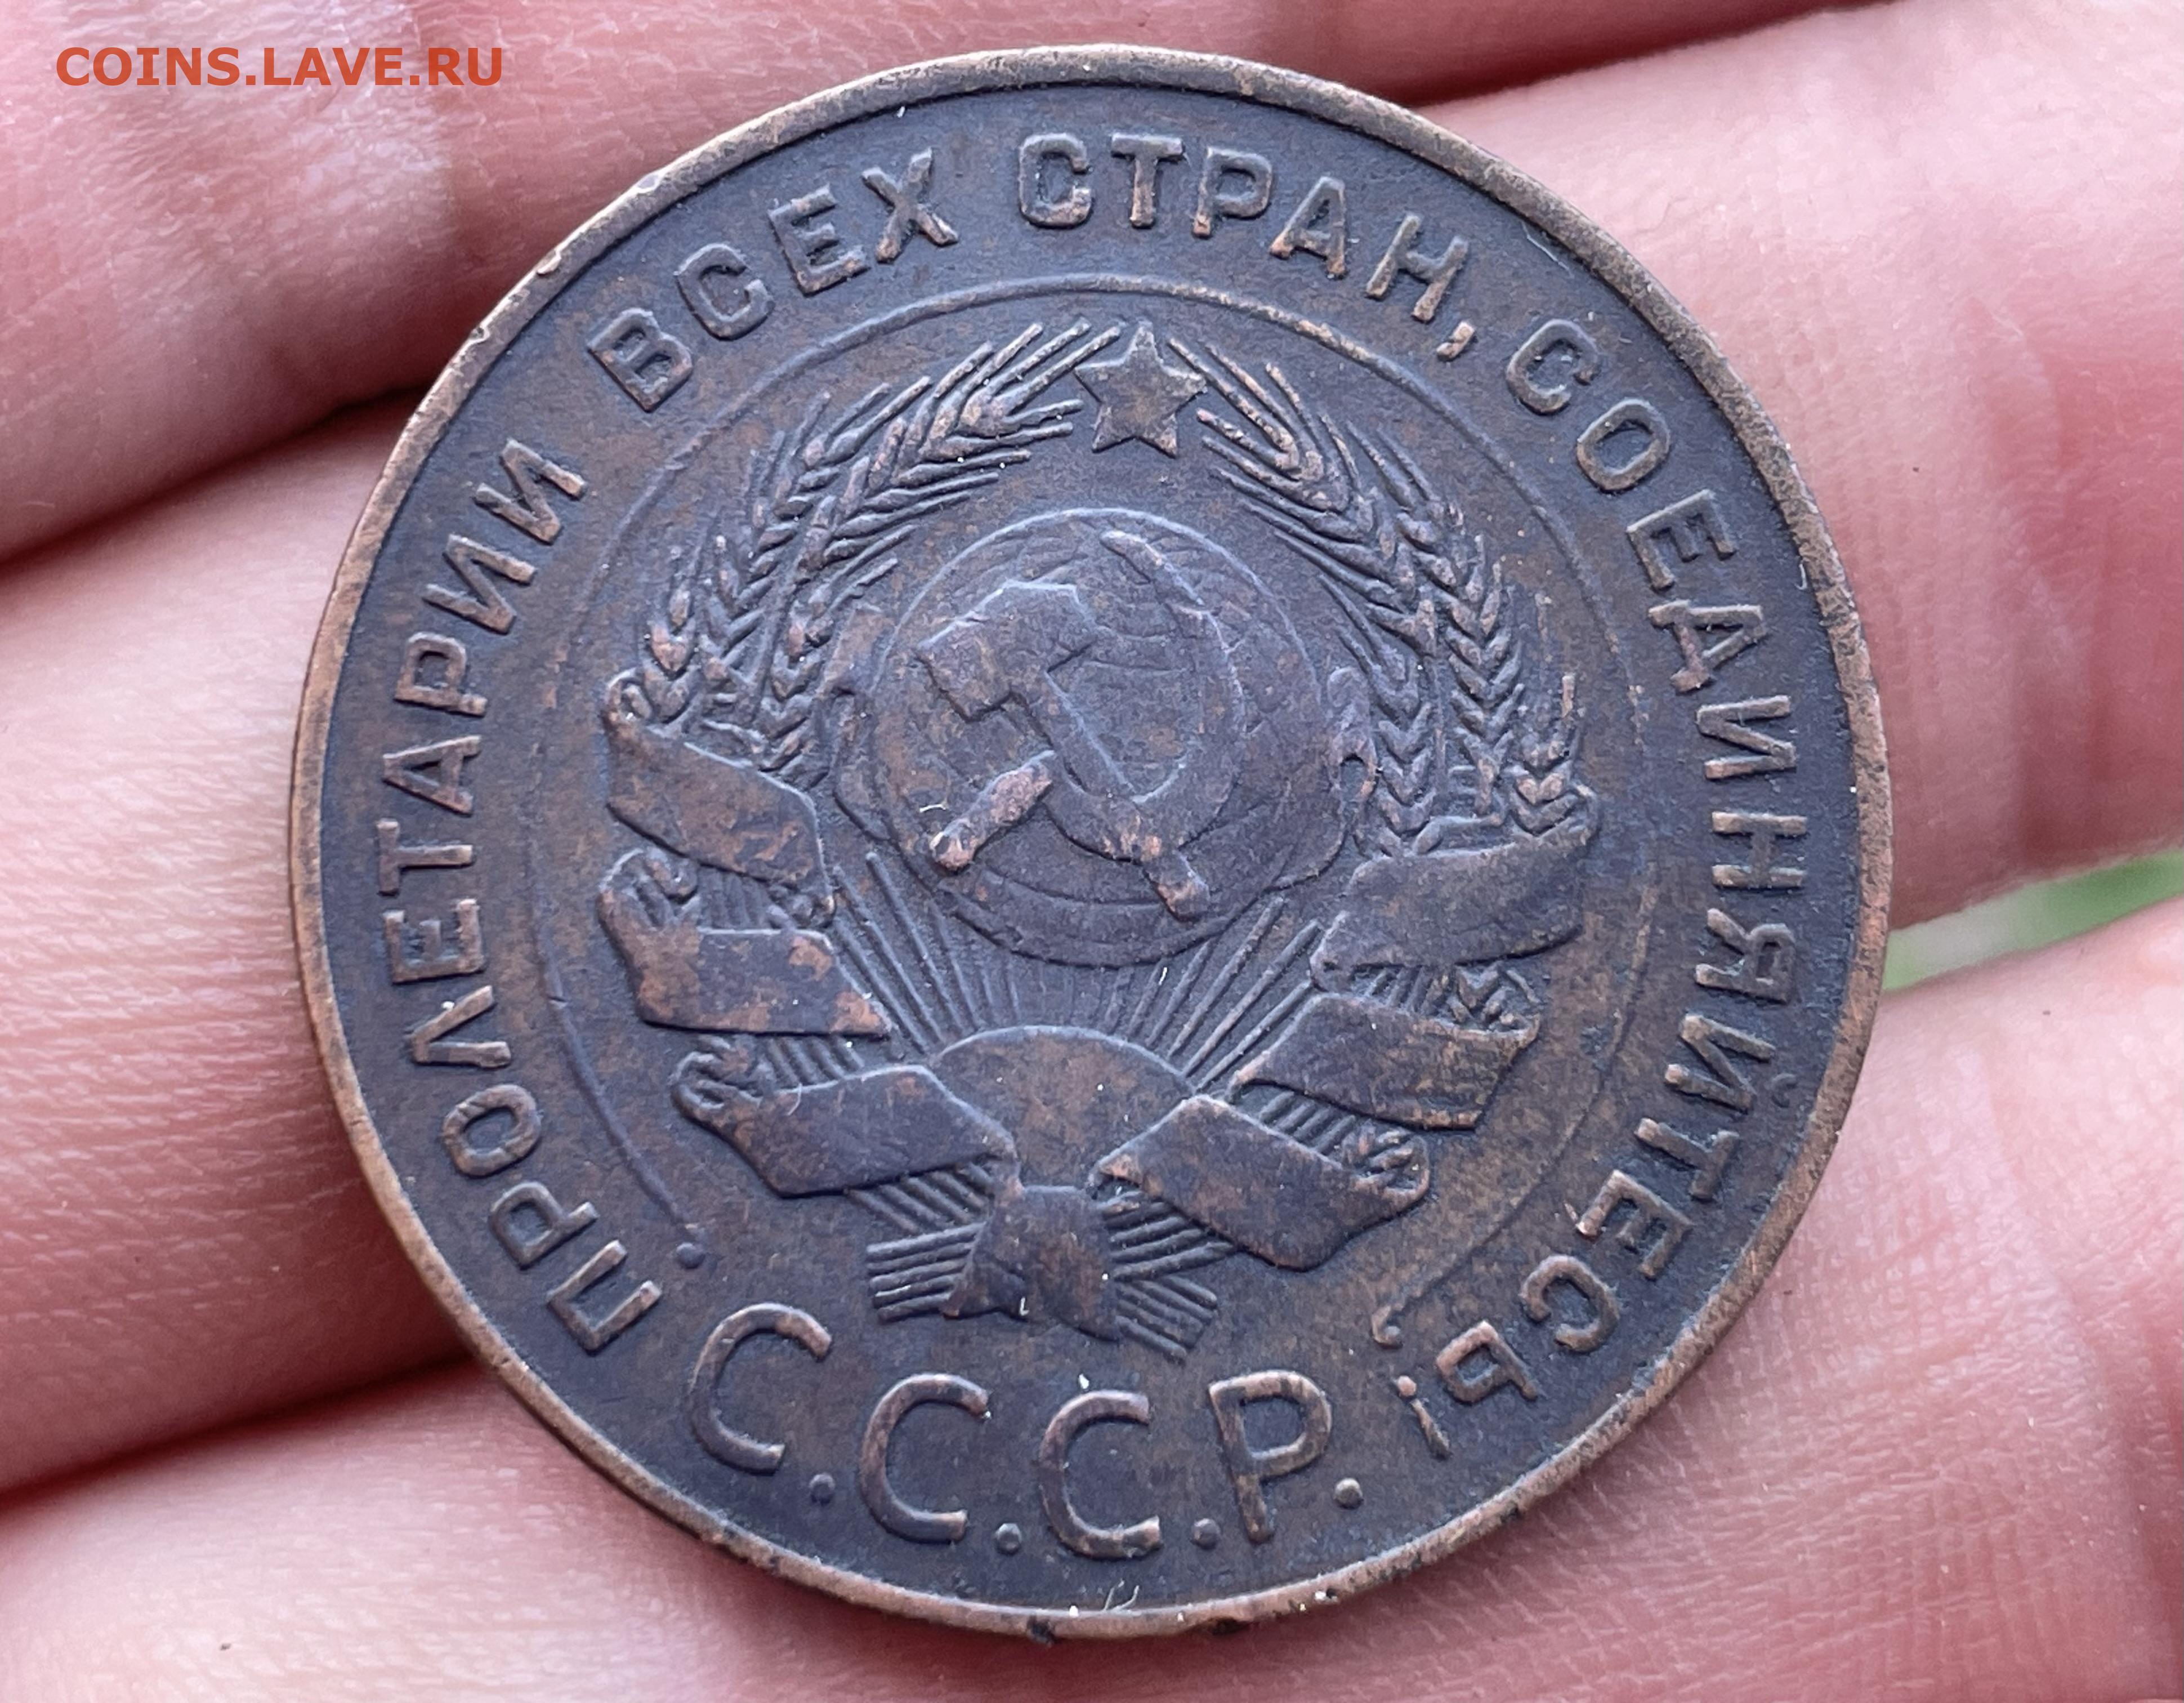 COINS.LAVE.RU
ПРОЛЕТАРИИ ВСЕХ СТРАН, СОЕДИНЯЙТЕСЬ!
С.С.С.Р.